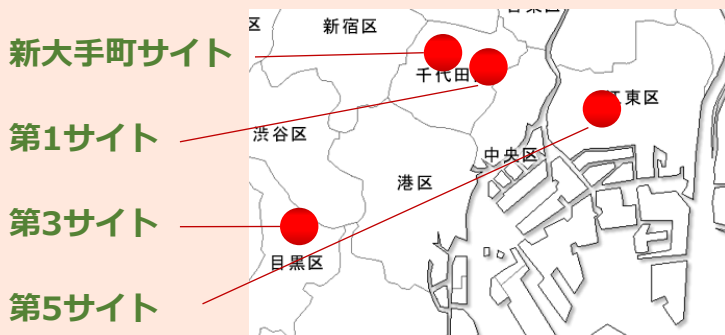 新宿区
新大手町サイト
千代田
江東区
第1サイト
渋谷区
中央区
港区
第3サイト
目黒区
第5サイト